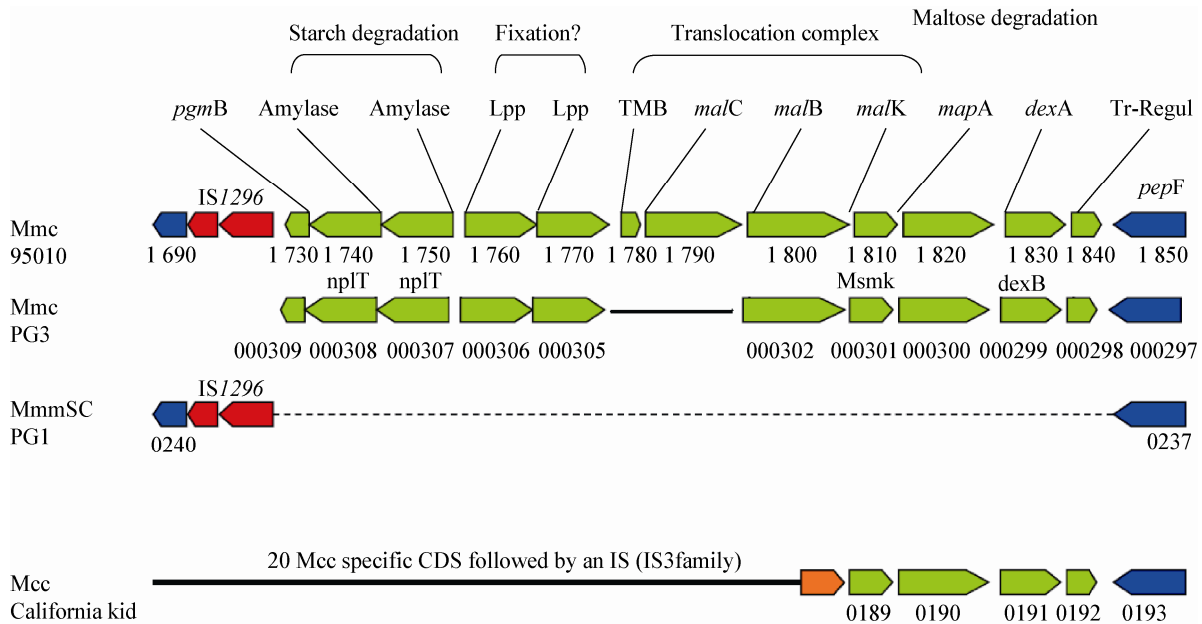 Maltose degradation
Starch degradation Fixation? Translocation complex
pgmB Amylase Amylase Lpp Lpp TMB malC malB malK mapA dexA Tr-Regul
IS1296 pepF
Mmc
95010
1 690 1 730 1 740 1 750 1 760 1 770 1 780 1 790 1 800 1 810 1 820 1 830 1 840 1 850
nplT nplT Msmk dexB
Mmc
PG3
000309 000308 000307 000306 000305 000302 000301 000300 000299 000298 000297
IS1296
MmmSC
PG1
0240 0237
20 Mcc specific CDS followed by an IS (IS3family)
Mcc
California kid
0189 0190 0191 0192 0193